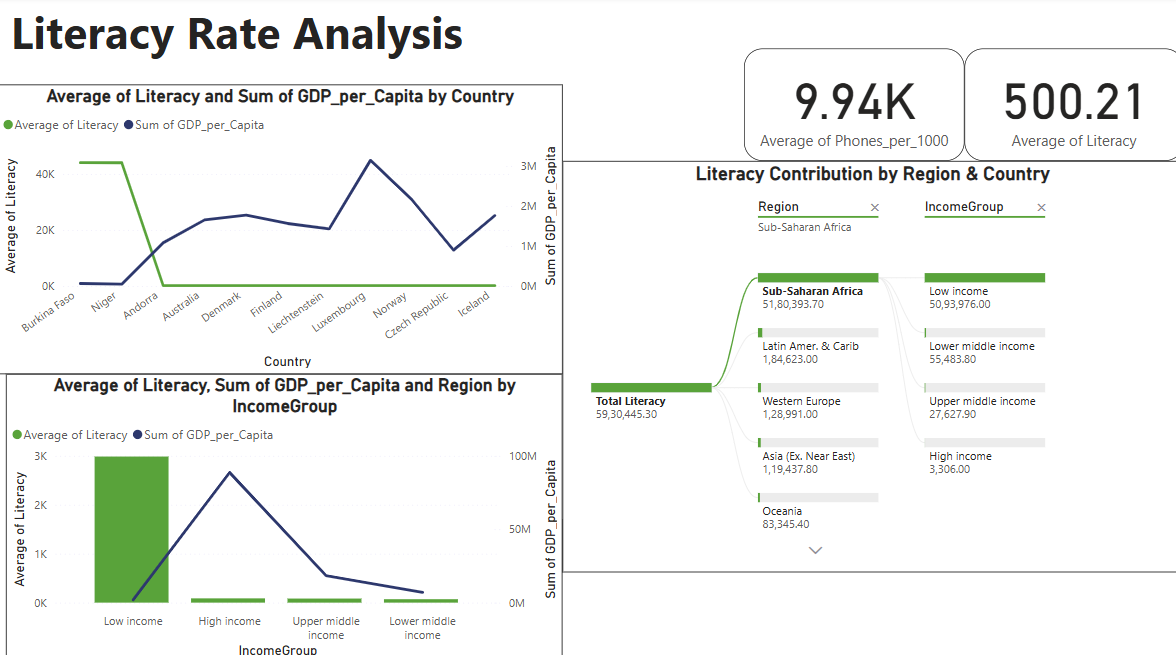 Literacy Rate Analysis
9.94K
Average of Phones_per_1000
500.21
Average of Literacy
Average of Literacy and Sum of GDP_per_Capita by Country
Average of Literacy Sum of GDP_per_Capita
Average of Literacy
40K
20K
0K
3M
2M
1M
0M
Sum of GDP_per_Capita
Burkina Faso
Niger
Andorra
Australia
Denmark
Finland
Liechtenstein
Luxembourg
Norway
Czech Republic
Iceland
Country
Average of Literacy, Sum of GDP_per_Capita and Region by
IncomeGroup
Average of Literacy Sum of GDP_per_Capita
Average of Literacy
3K
2K
1K
0K
100M
50M
0M
Sum of GDP_per_Capita
Low income
High income
Upper middle
income
Lower middle
income
IncomeGroup
Literacy Contribution by Region & Country
Region ×
Sub-Saharan Africa
IncomeGroup ×
Total Literacy
59,30,445.30
Sub-Saharan Africa
51,80,393.70
Latin Amer. & Carib
1,84,623.00
Western Europe
1,28,991.00
Asia (Ex. Near East)
1,19,437.80
Oceania
83,345.40
Low income
50,93,976.00
Lower middle income
55,483.80
Upper middle income
27,627.90
High income
3,306.00